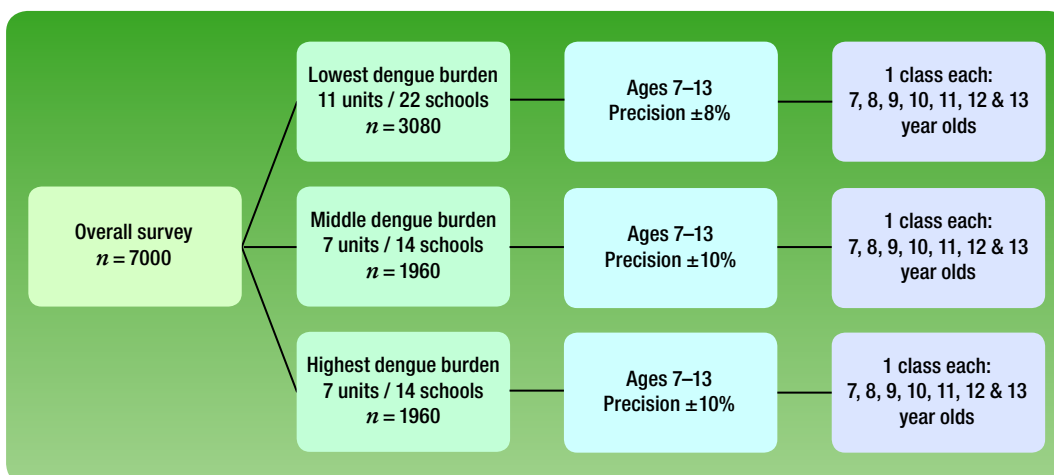 Overall survey
n = 7000
Lowest dengue burden
11 units / 22 schools
n = 3080
Ages 7–13
Precision ±8%
1 class each:
7, 8, 9, 10, 11, 12 & 13
year olds
Middle dengue burden
7 units / 14 schools
n = 1960
Ages 7–13
Precision ±10%
1 class each:
7, 8, 9, 10, 11, 12 & 13
year olds
Highest dengue burden
7 units / 14 schools
n = 1960
Ages 7–13
Precision ±10%
1 class each:
7, 8, 9, 10, 11, 12 & 13
year olds